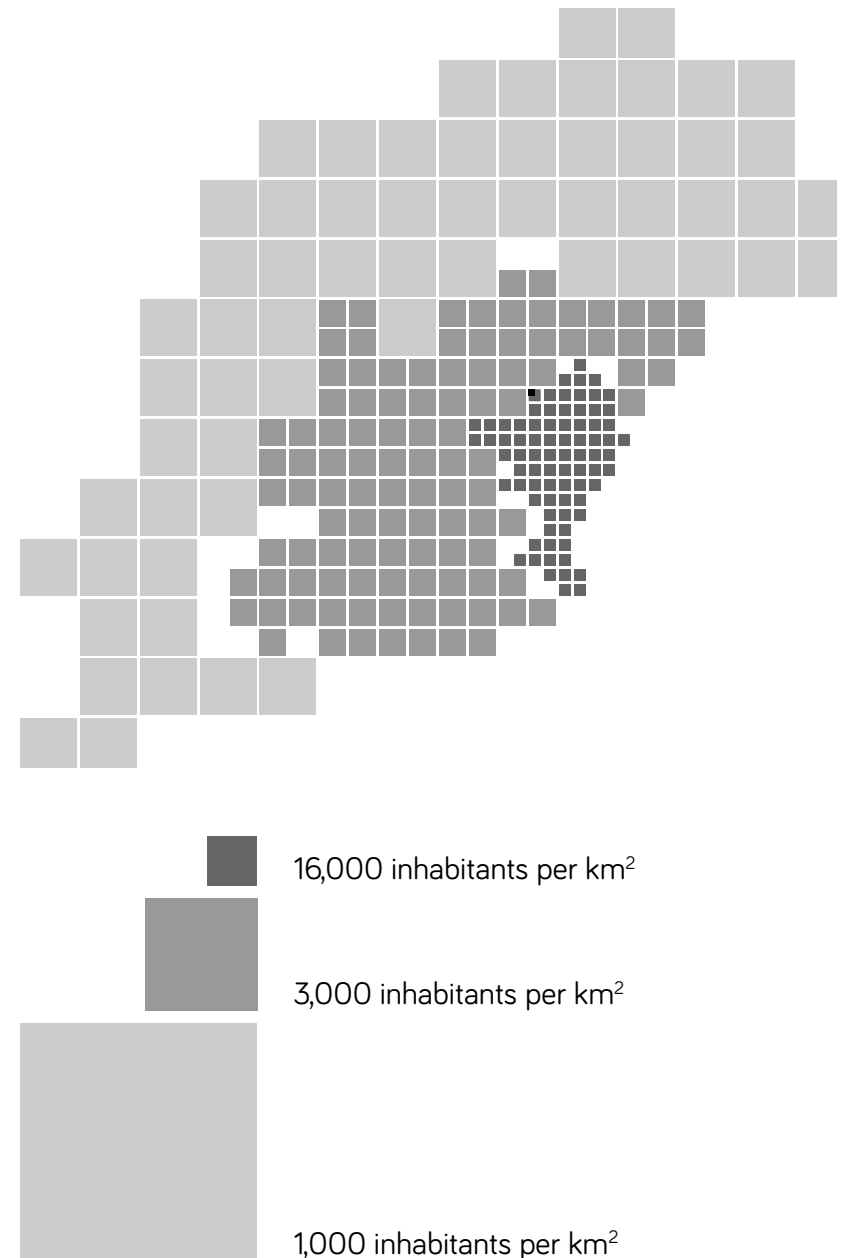 16,000 inhabitants per km²
3,000 inhabitants per km²
1,000 inhabitants per km²